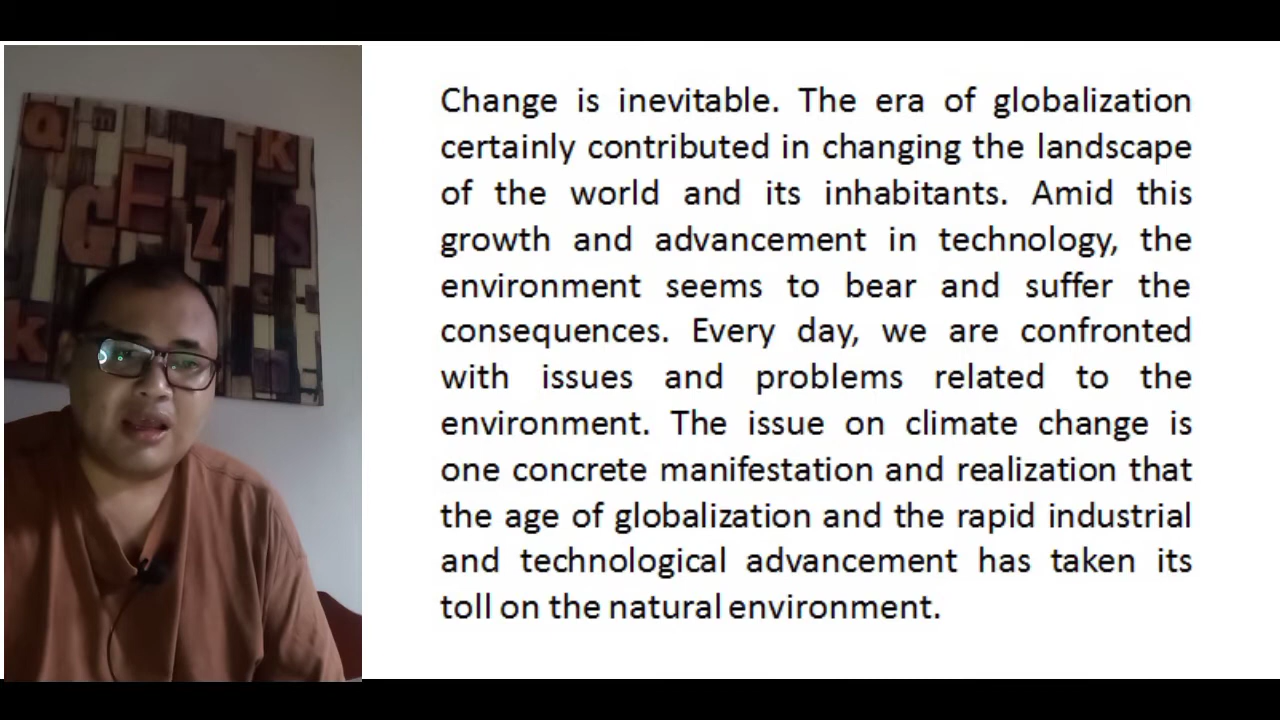 Change is inevitable. The era of globalization
certainly contributed in changing the landscape
of the world and its inhabitants. Amid this
growth and advancement in technology, the
environment seems to bear and suffer the
consequences. Every day, we are confronted
with issues and problems related to the
environment. The issue on climate change is
one concrete manifestation and realization that
the age of globalization and the rapid industrial
and technological advancement has taken its
toll on the natural environment.
a
K
F
G
Z
S
K